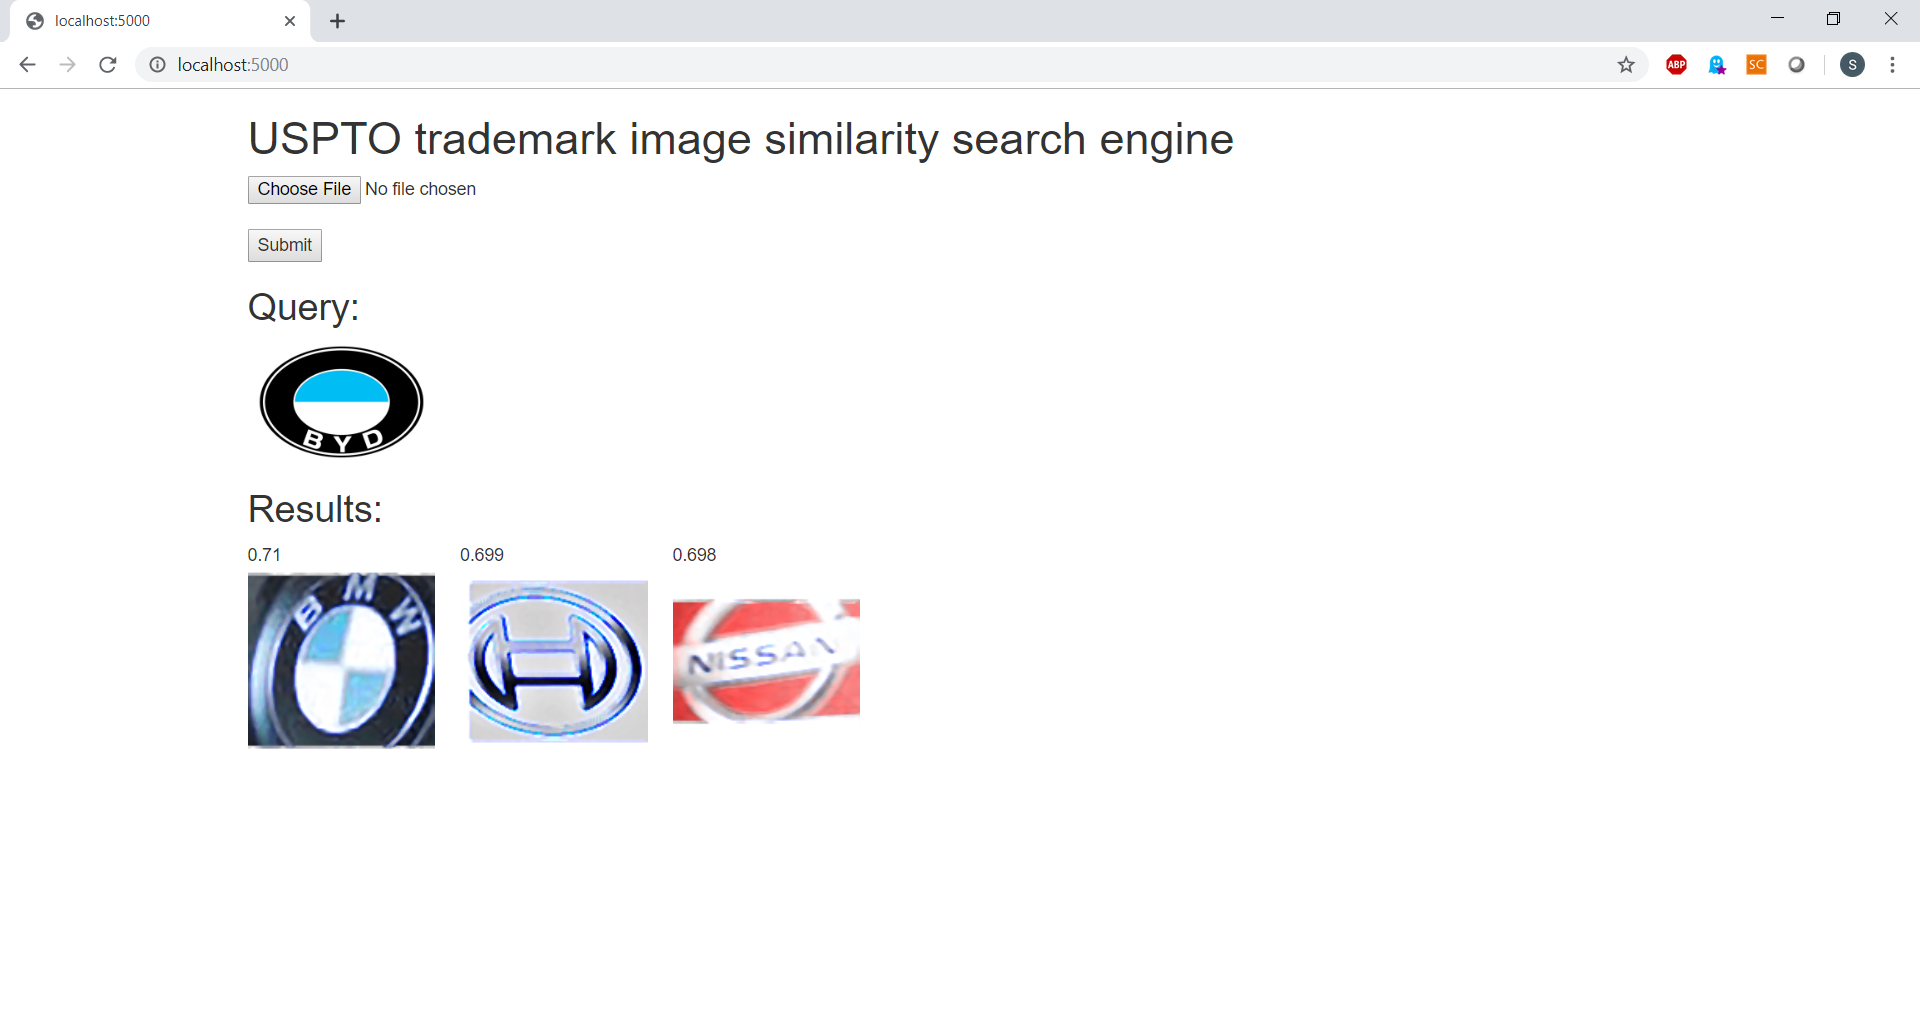 localhost:5000
localhost:5000
ABP
SC
S
USPTO trademark image similarity search engine
Choose File No file chosen
Submit
Query:
BYD
Results:
0.71 0.699 0.698
BMW
NISSAN